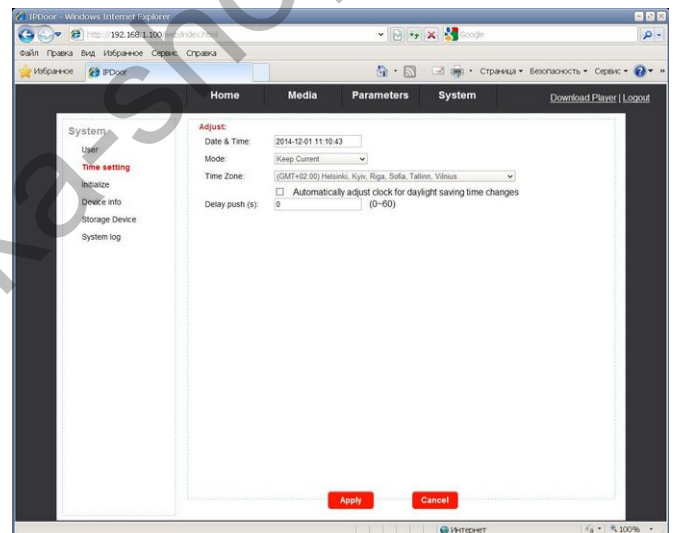 IPDoor - Windows Internet Explorer
http://192.168.1.100/web/index.html
Google
Файл Правка Вид Избранное Сервис Справка
Избранное IPDoor Страница Безопасность Сервис
Home Media Parameters System Download Player | Logout
System
User
Time setting
Initialize
Device info
Storage Device
System log
Adjust:
Date & Time: 2014-12-01 11:10:43
Mode: Keep Current
Time Zone: (GMT+02:00) Helsinki, Kyiv, Riga, Sofia, Tallinn, Vilnius
Automatically adjust clock for daylight saving time changes
Delay push (s): 0 (0~60)
Apply Cancel
Интернет 100%